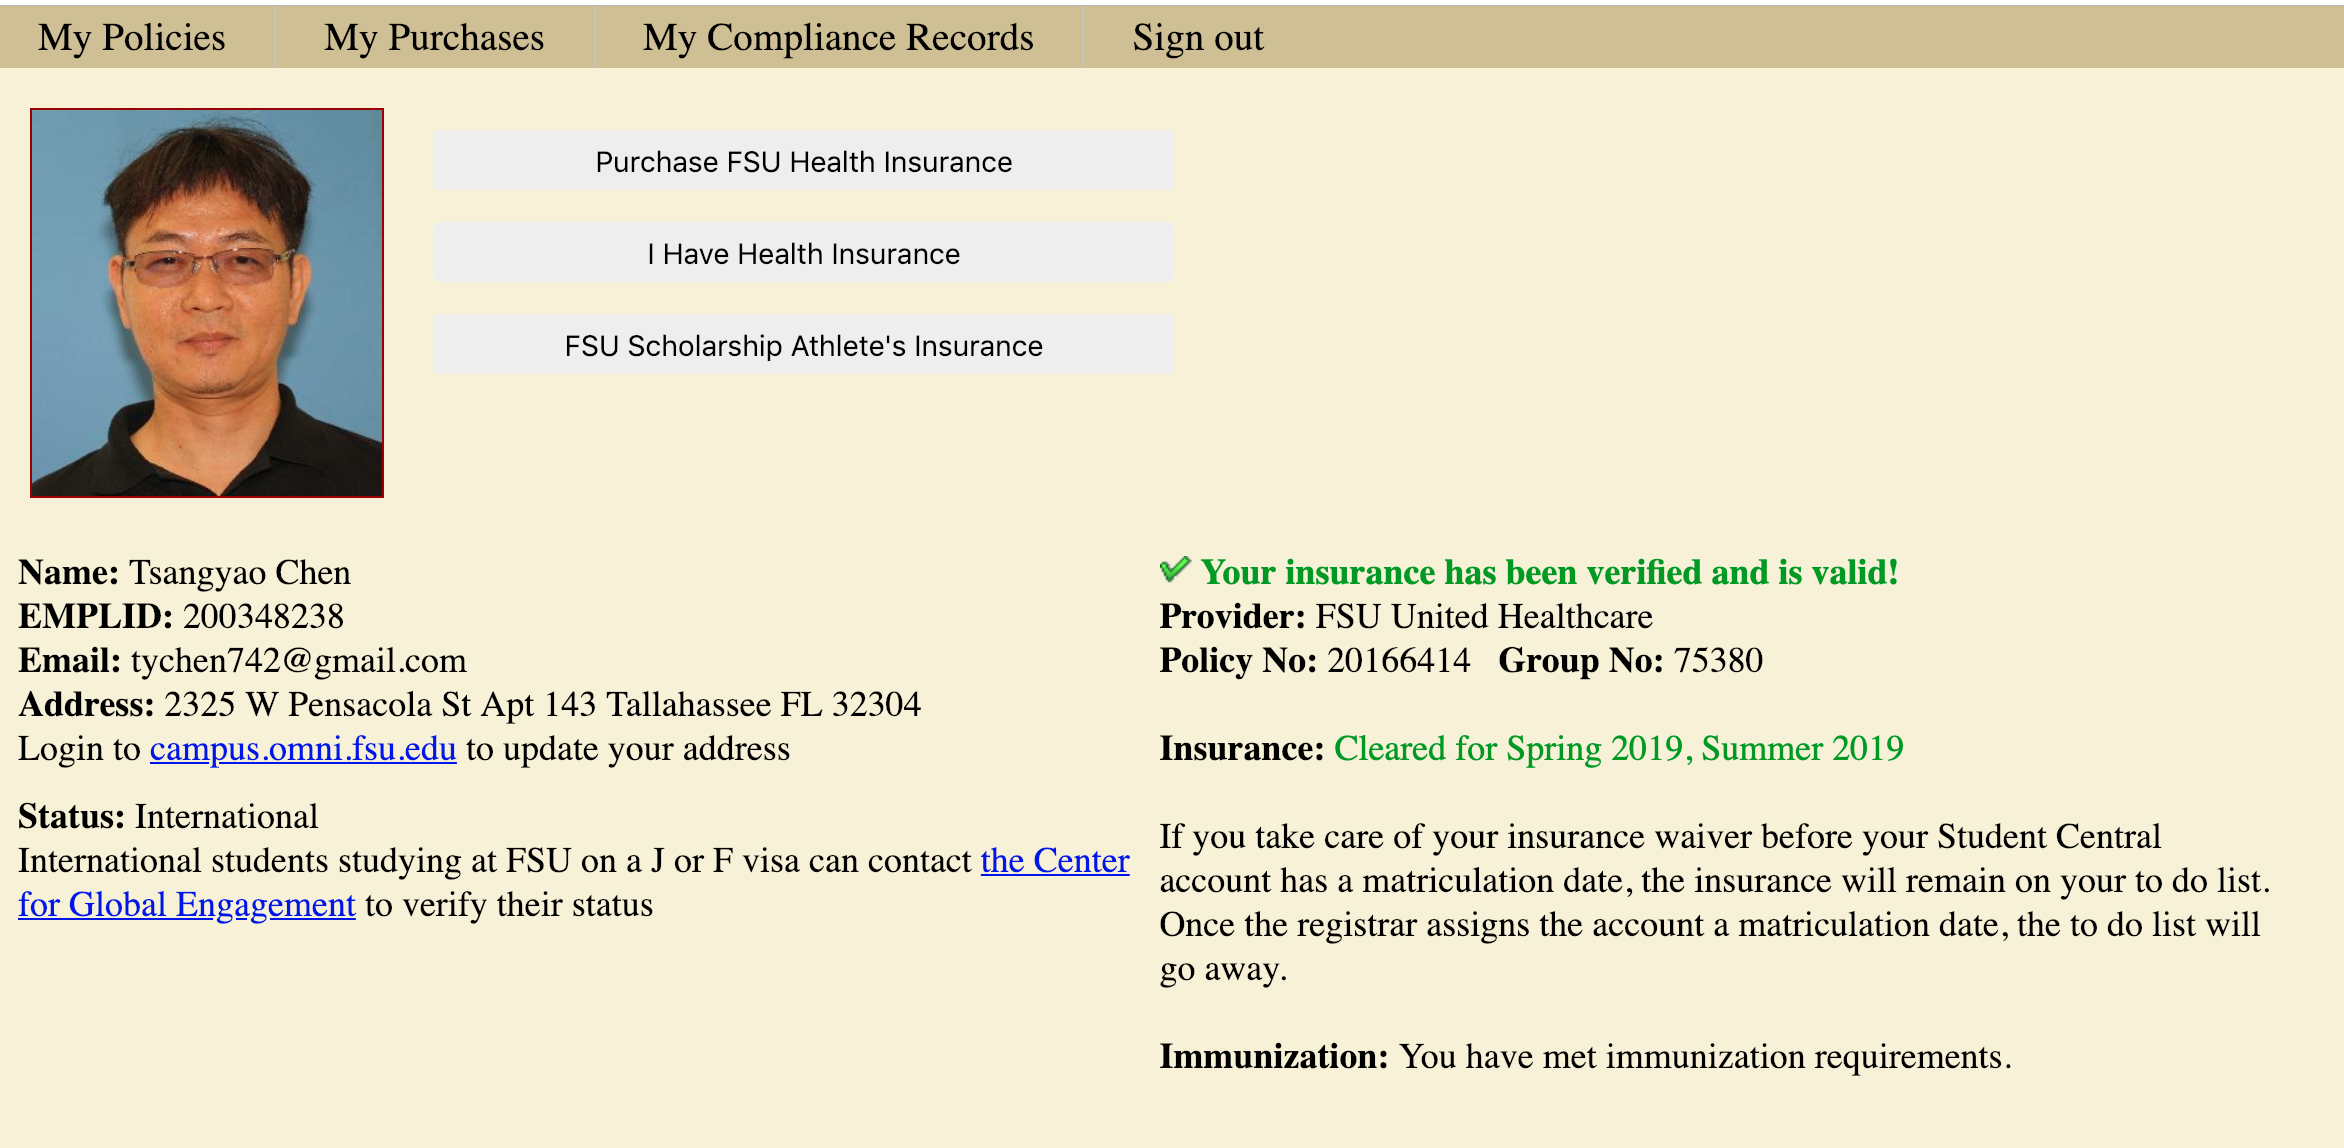 My Policies My Purchases My Compliance Records Sign out
Purchase FSU Health Insurance
I Have Health Insurance
FSU Scholarship Athlete's Insurance
Name: Tsangyao Chen
EMPLID: 200348238
Email: tychen742@gmail.com
Address: 2325 W Pensacola St Apt 143 Tallahassee FL 32304
Login to campus.omni.fsu.edu to update your address
Status: International
International students studying at FSU on a J or F visa can contact the Center
for Global Engagement to verify their status
Your insurance has been verified and is valid!
Provider: FSU United Healthcare
Policy No: 20166414 Group No: 75380
Insurance: Cleared for Spring 2019, Summer 2019
If you take care of your insurance waiver before your Student Central
account has a matriculation date, the insurance will remain on your to do list.
Once the registrar assigns the account a matriculation date, the to do list will
go away.
Immunization: You have met immunization requirements.